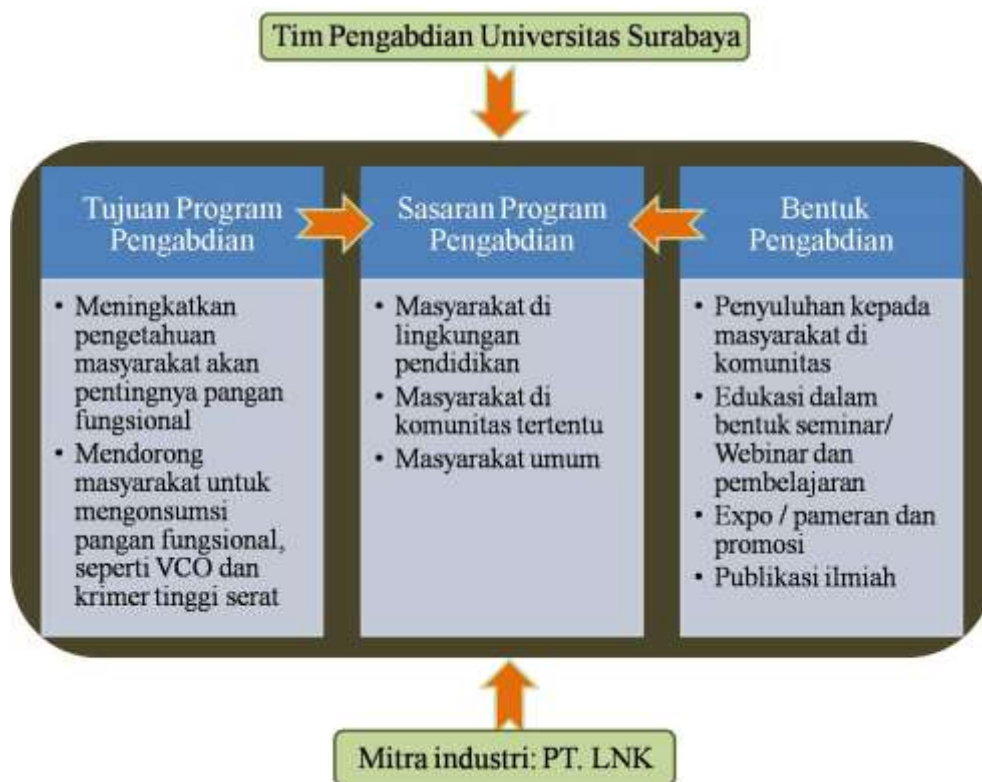 Tim Pengabdian Universitas Surabaya
Tujuan Program
Pengabdian
• Meningkatkan
pengetahuan
masyarakat akan
pentingnya pangan
fungsional
• Mendorong
masyarakat untuk
mengonsumsi
pangan fungsional,
seperti VCO dan
krimer tinggi serat
Sasaran Program
Pengabdian
• Masyarakat di
lingkungan
pendidikan
• Masyarakat di
komunitas tertentu
• Masyarakat umum
Bentuk
Pengabdian
• Penyuluhan kepada
masyarakat di
komunitas
• Edukasi dalam
bentuk seminar/
Webinar dan
pembelajaran
• Expo / pameran dan
promosi
• Publikasi ilmiah
Mitra industri: PT. LNK